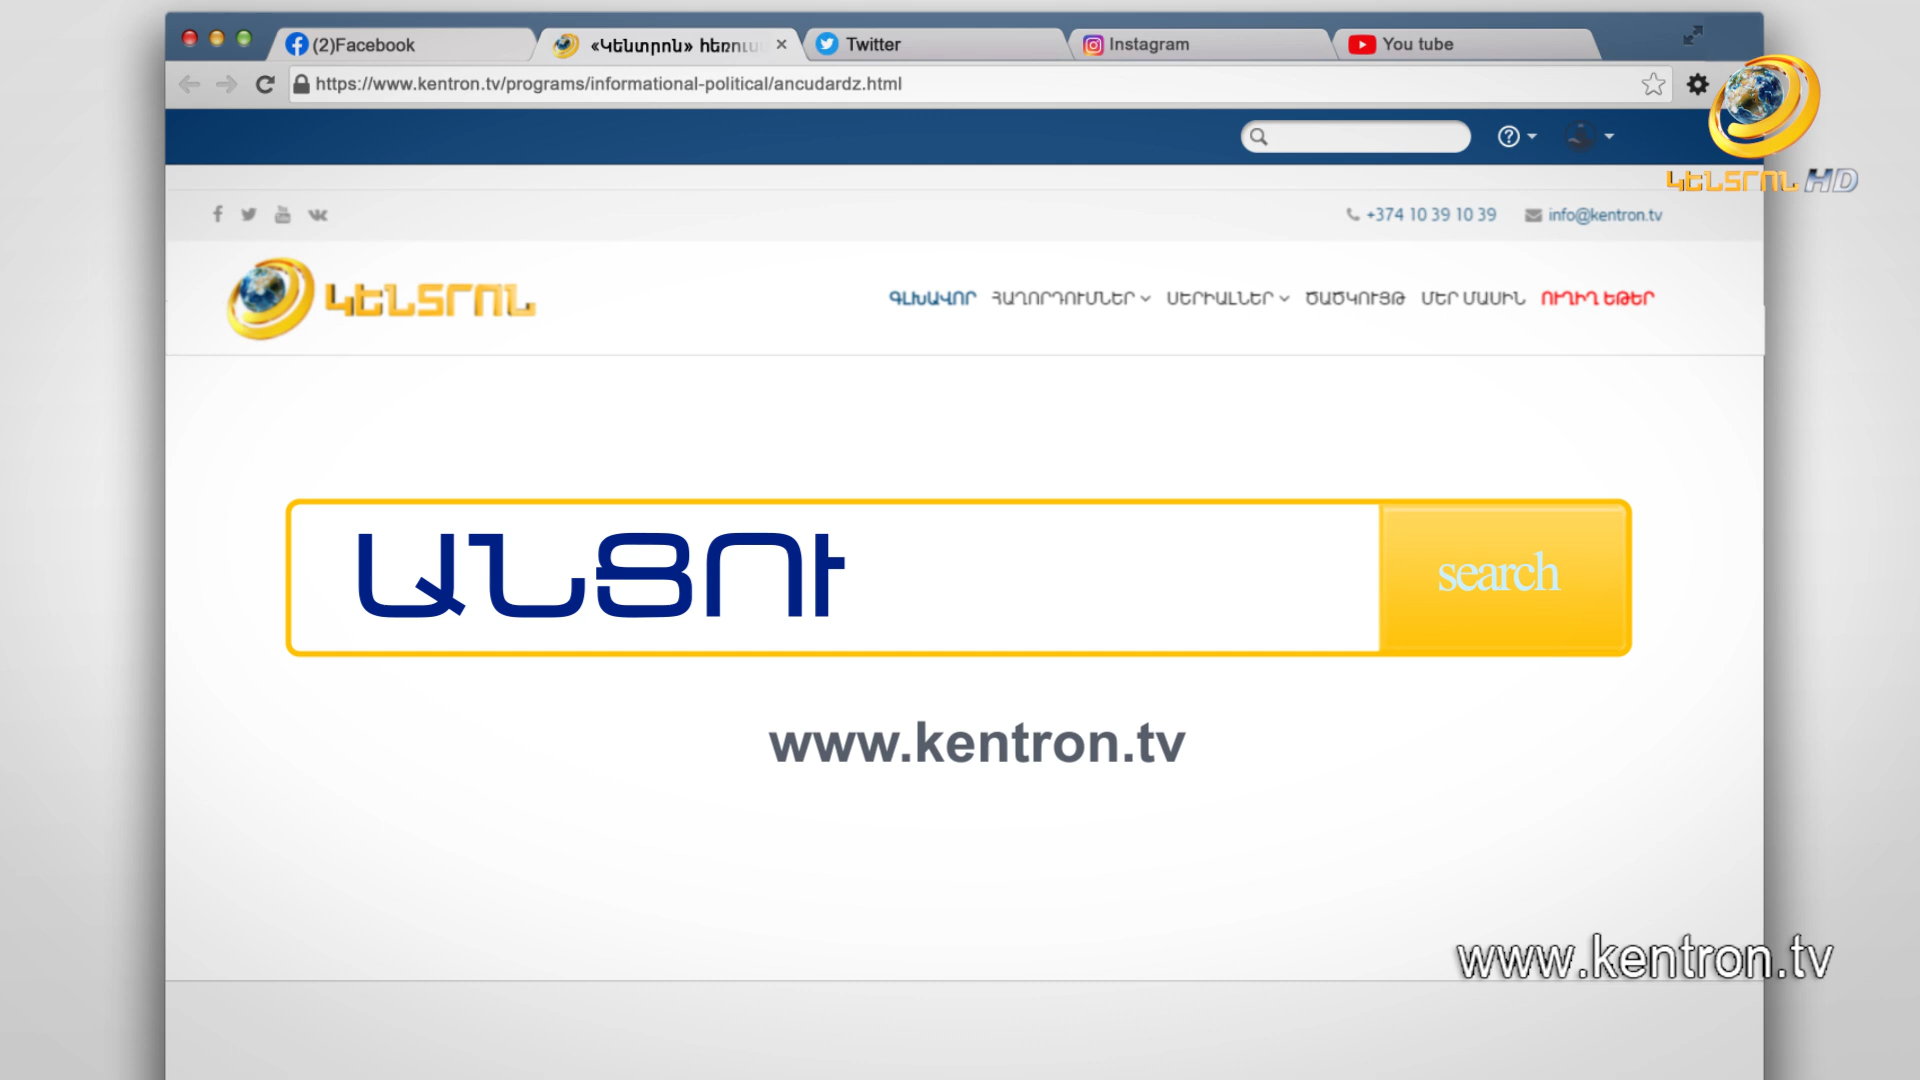 (2)Facebook
«Կենտրոն» հեռուս
Twitter
Instagram
You tube
https://www.kentron.tv/programs/informational-political/ancudardz.html
ԿԵՆՏՐՈՆ HD
+374 10 39 10 39
info@kentron.tv
ԿԵՆՏՐՈՆ
ԳԼԽԱՎՈՐ ՀԱՂՈՐԴՈՒՄՆԵՐ ՍԵՐԻԱԼՆԵՐ ԾԱԾԿՈՒՅԹ ՄԵՐ ՄԱՍԻՆ ՈՒՂԻՂ ԵԹԵՐ
ԱՆՑՈՒ
search
www.kentron.tv
www.kentron.tv